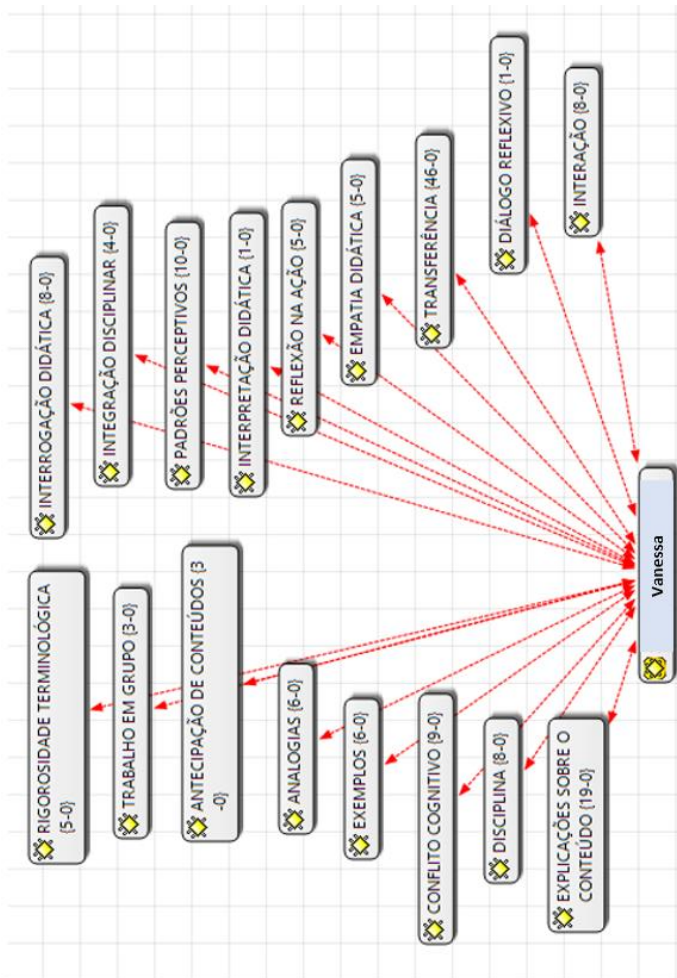 RIGOROSIDADE TERMINOLÓGICA
{5-0}
INTERROGAÇÃO DIDÁTICA {8-0}
TRABALHO EM GRUPO {3-0}
INTEGRAÇÃO DISCIPLINAR {4-0}
ANTECIPAÇÃO DE CONTEÚDOS {3
-0}
PADRÕES PERCEPTIVOS {10-0}
INTERPRETAÇÃO DIDÁTICA {1-0}
ANALOGIAS {6-0}
REFLEXÃO NA AÇÃO {5-0}
EXEMPLOS {6-0}
EMPATIA DIDÁTICA {5-0}
CONFLITO COGNITIVO {9-0}
TRANSFERÊNCIA {46-0}
DISCIPLINA {8-0}
DIÁLOGO REFLEXIVO {1-0}
EXPLICAÇÕES SOBRE O
CONTEÚDO {19-0}
INTERAÇÃO {8-0}
Vanessa